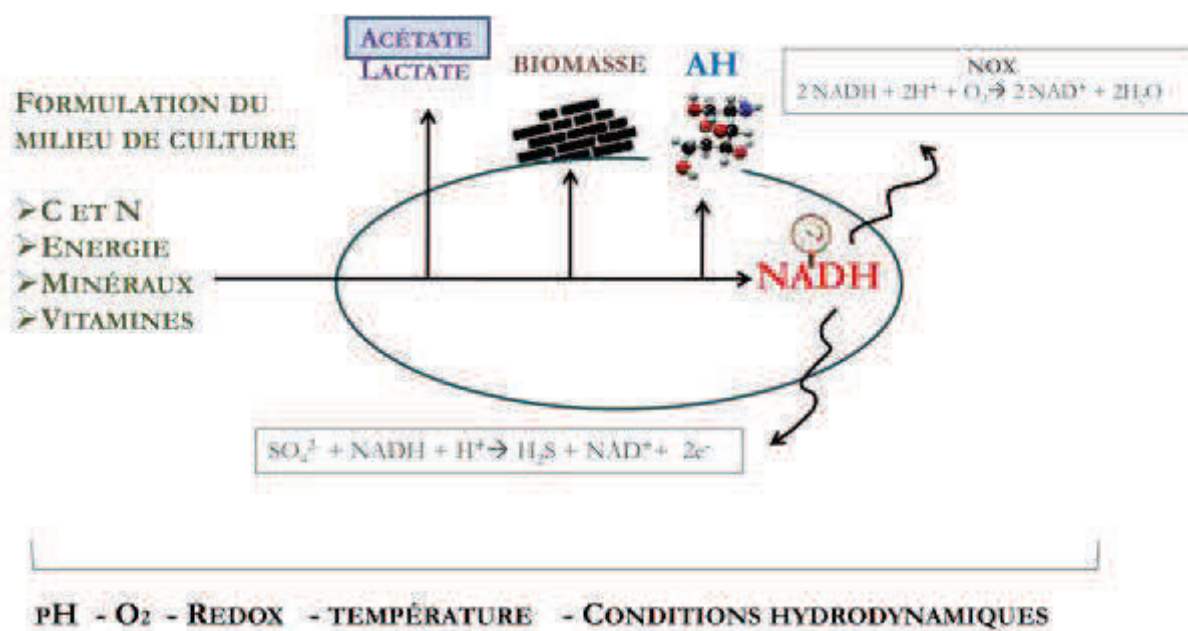 ACÉTATE
LACTATE
BIOMASSE
AH
NOX
2 NADH + 2H⁺ + O₂→ 2 NAD⁺ + 2H₂O
FORMULATION DU
MILIEU DE CULTURE
➢C ET N
➢ENERGIE
➢MINÉRAUX
➢VITAMINES
NADH
SO₄²⁻ + NADH + H⁺→ H₂S + NAD⁺+ 2e⁻
PH - O2 - REDOX - TEMPÉRATURE - CONDITIONS HYDRODYNAMIQUES